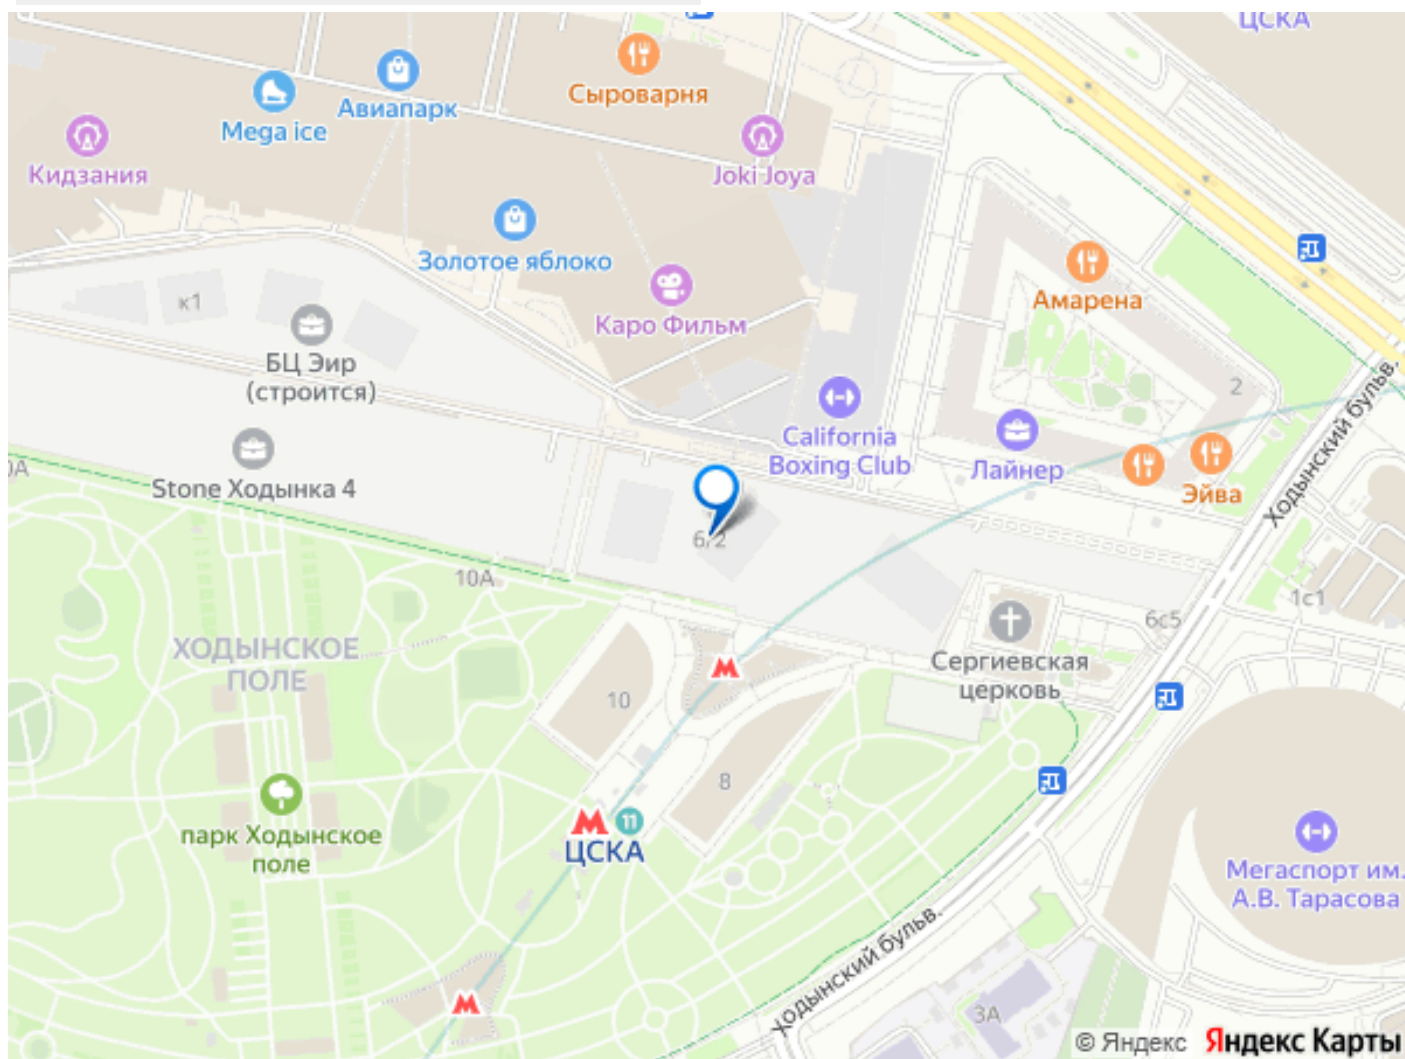 ЦСКА
Сыроварня
Авиапарк
Mega ice
Кидзания
Joki Joya
Золотое яблоко
Амарена
к1
Каро Фильм
БЦ Эир
(строится)
2
California
Boxing Club
Лайнер
Эйва
Ходынский бульв.
0А
Stone Ходынка 4
6/2
10А
1с1
6с5
ХОДЫНСКОЕ
ПОЛЕ
Сергиевская
церковь
10
8
парк Ходынское
поле
11
ЦСКА
Мегаспорт им.
А.В. Тарасова
Ходынский бульв.
3А
© Яндекс Яндекс Карты